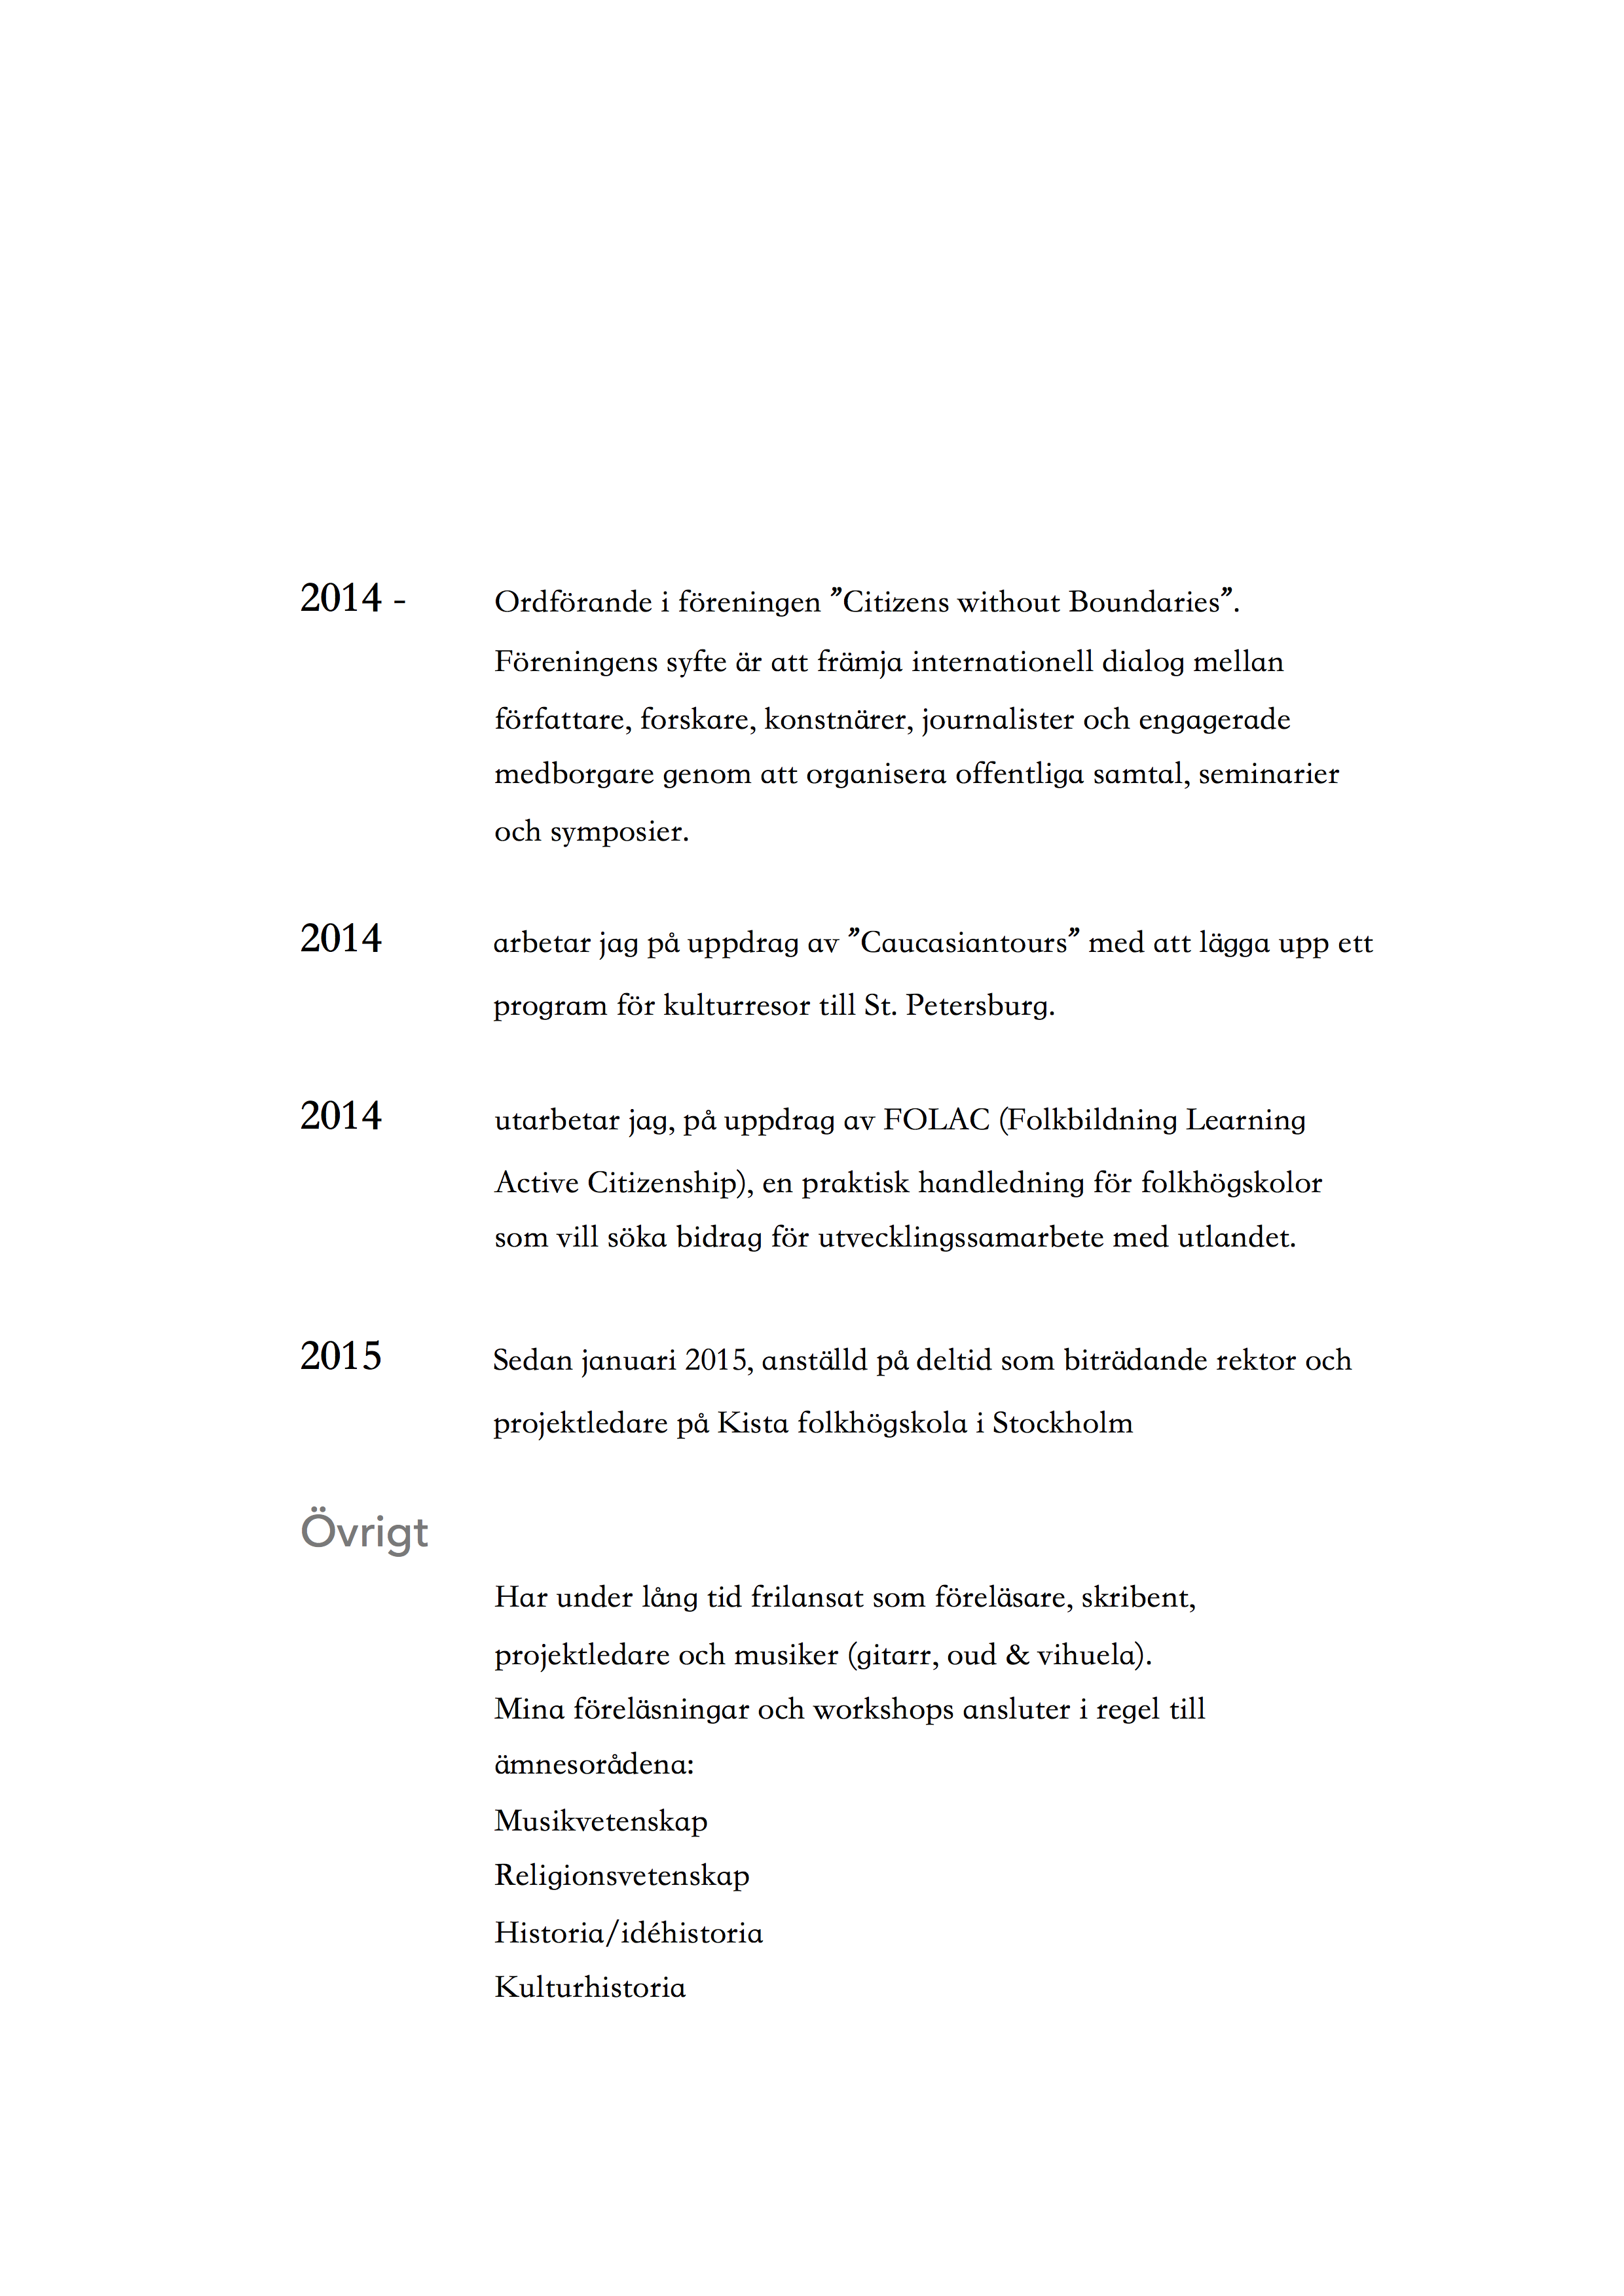 2014 - Ordförande i föreningen ”Citizens without Boundaries”.
Föreningens syfte är att främja internationell dialog mellan
författare, forskare, konstnärer, journalister och engagerade
medborgare genom att organisera offentliga samtal, seminarier
och symposier.
2014 arbetar jag på uppdrag av ”Caucasiantours” med att lägga upp ett
program för kulturresor till St. Petersburg.
2014 utarbetar jag, på uppdrag av FOLAC (Folkbildning Learning
Active Citizenship), en praktisk handledning för folkhögskolor
som vill söka bidrag för utvecklingssamarbete med utlandet.
2015 Sedan januari 2015, anställd på deltid som biträdande rektor och
projektledare på Kista folkhögskola i Stockholm
Övrigt
Har under lång tid frilansat som föreläsare, skribent,
projektledare och musiker (gitarr, oud & vihuela).
Mina föreläsningar och workshops ansluter i regel till
ämnesorådena:
Musikvetenskap
Religionsvetenskap
Historia/idéhistoria
Kulturhistoria